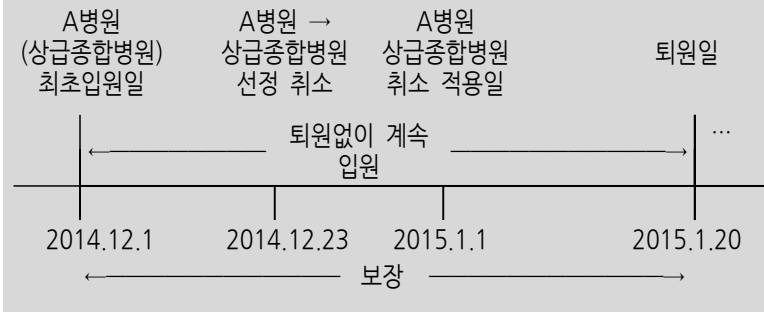 A병원
(상급종합병원)
최초입원일
A병원 →
상급종합병원
선정 취소
A병원
상급종합병원
취소 적용일
퇴원일
퇴원없이 계속
입원
…
2014.12.1
2014.12.23
2015.1.1
2015.1.20
보장